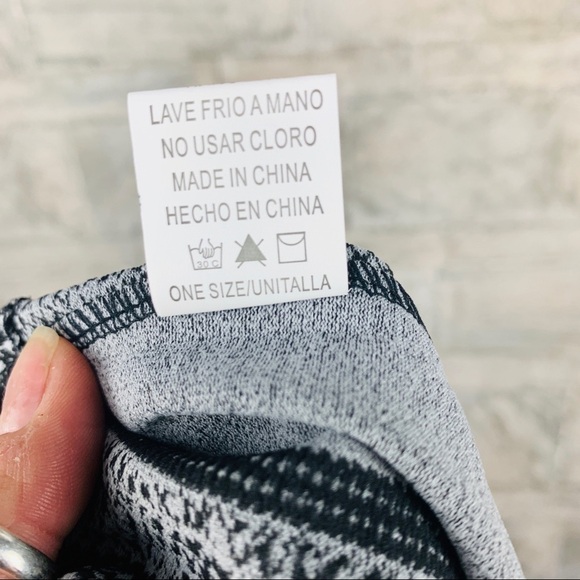 LAVE FRIO A MANO
NO USAR CLORO
MADE IN CHINA
HECHO EN CHINA
30 C
ONE SIZE/UNITALLA